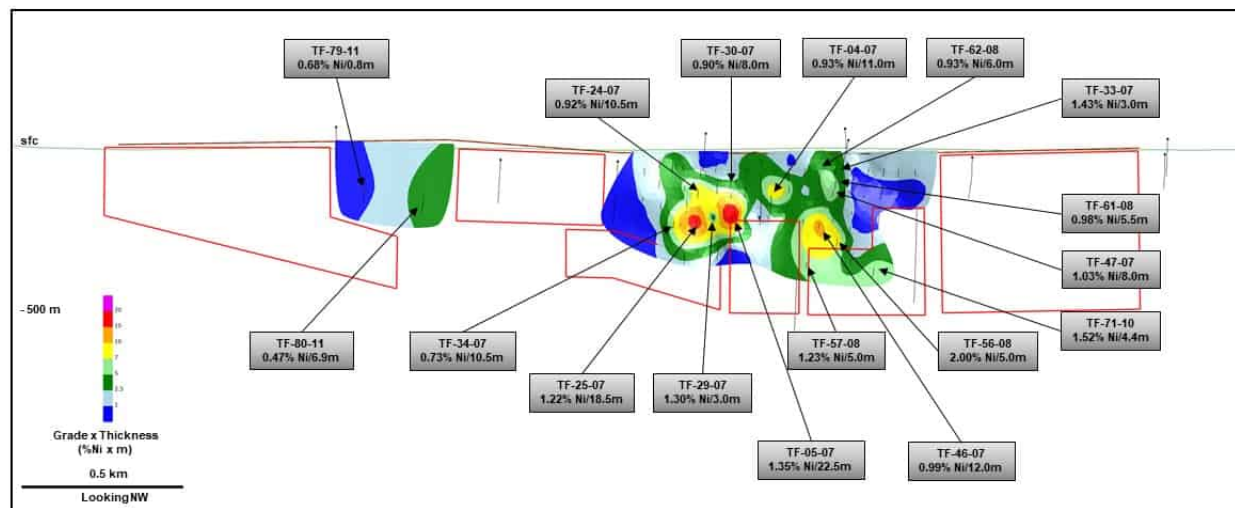 TF-79-11
0.68% Ni/0.8m
TF-30-07
0.90% Ni/8.0m
TF-04-07
0.93% Ni/11.0m
TF-62-08
0.93% Ni/6.0m
TF-24-07
0.92% Ni/10.5m
TF-33-07
1.43% Ni/3.0m
sfc
TF-61-08
0.98% Ni/5.5m
TF-47-07
1.03% Ni/8.0m
- 500 m
TF-71-10
1.52% Ni/4.4m
TF-80-11
0.47% Ni/6.9m
TF-34-07
0.73% Ni/10.5m
TF-57-08
1.23% Ni/5.0m
TF-56-08
2.00% Ni/5.0m
TF-25-07
1.22% Ni/18.5m
TF-29-07
1.30% Ni/3.0m
TF-05-07
1.35% Ni/22.5m
TF-46-07
0.99% Ni/12.0m
7
5
1
Grade x Thickness
(%Ni x m)
0.5 km
Looking NW